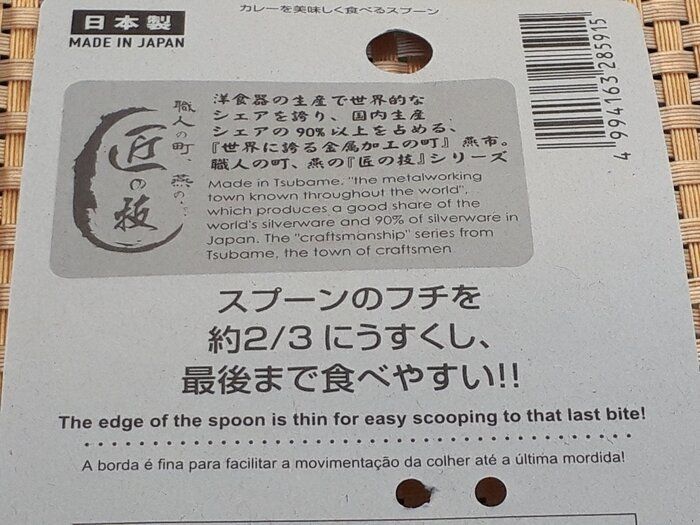 カレーを美味しく食べるスプーン
日本製
MADE IN JAPAN
4 994163 285915
職人の町、燕の、
匠の技
洋食器の生産で世界的な
シェアを誇り、国内生産
シェアの90%以上を占める、
『世界に誇る金属加工の町』燕市。
職人の町、燕の『匠の技』シリーズ
Made in Tsubame, "the metalworking
town known throughout the world",
which produces a good share of the
world's silverware and 90% of silverware in
Japan. The "craftsmanship" series from
Tsubame, the town of craftsmen
スプーンのフチを
約2/3にうすくし、
最後まで食べやすい!!
The edge of the spoon is thin for easy scooping to that last bite!
A borda é fina para facilitar a movimentação da colher até a última mordida!